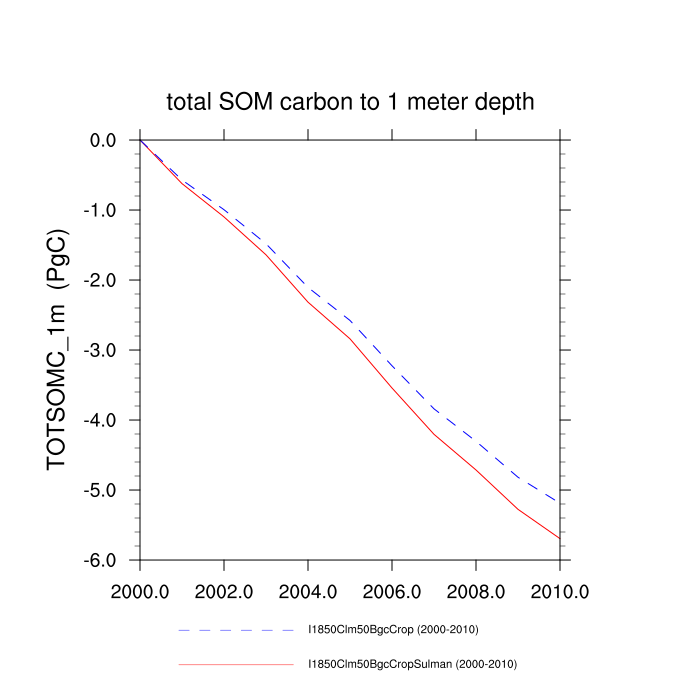 total SOM carbon to 1 meter depth
TOTSOMC_1m (PgC)
0.0
-1.0
-2.0
-3.0
-4.0
-5.0
-6.0
2000.0 2002.0 2004.0 2006.0 2008.0 2010.0
I1850Clm50BgcCrop (2000-2010)
I1850Clm50BgcCropSulman (2000-2010)